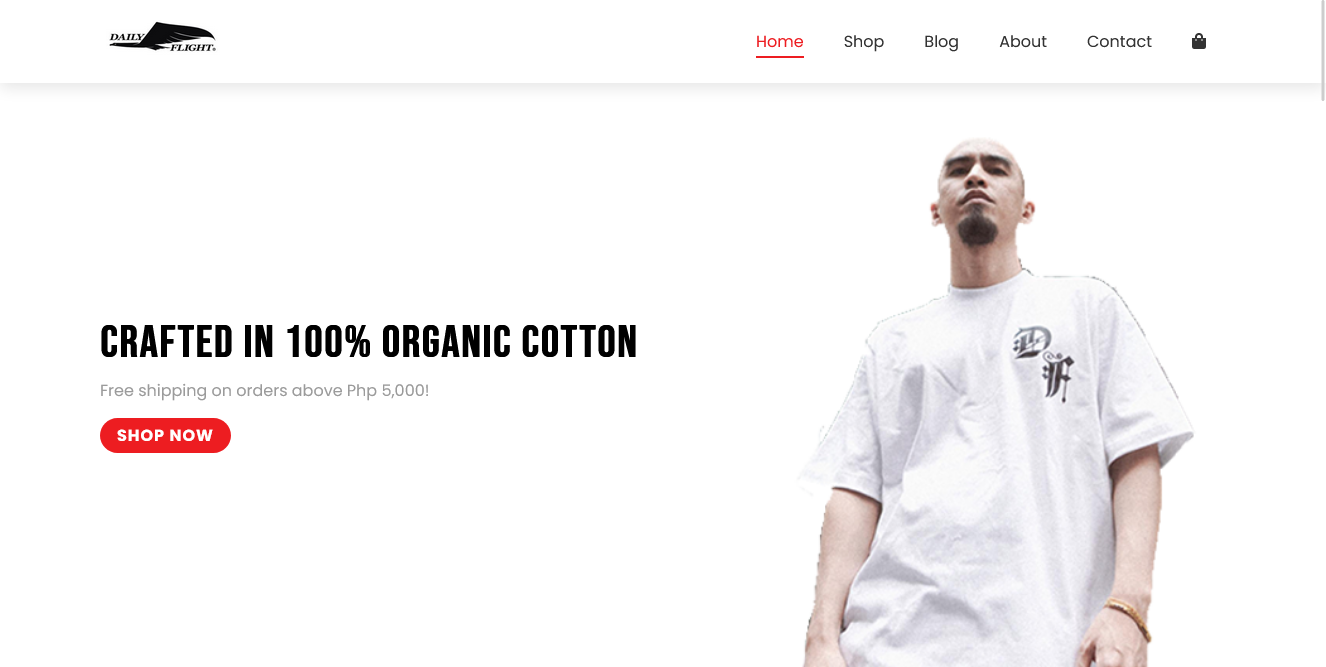 DAILY
FLIGHT®
Home Shop Blog About Contact
DF
CRAFTED IN 100% ORGANIC COTTON
Free shipping on orders above Php 5,000!
SHOP NOW